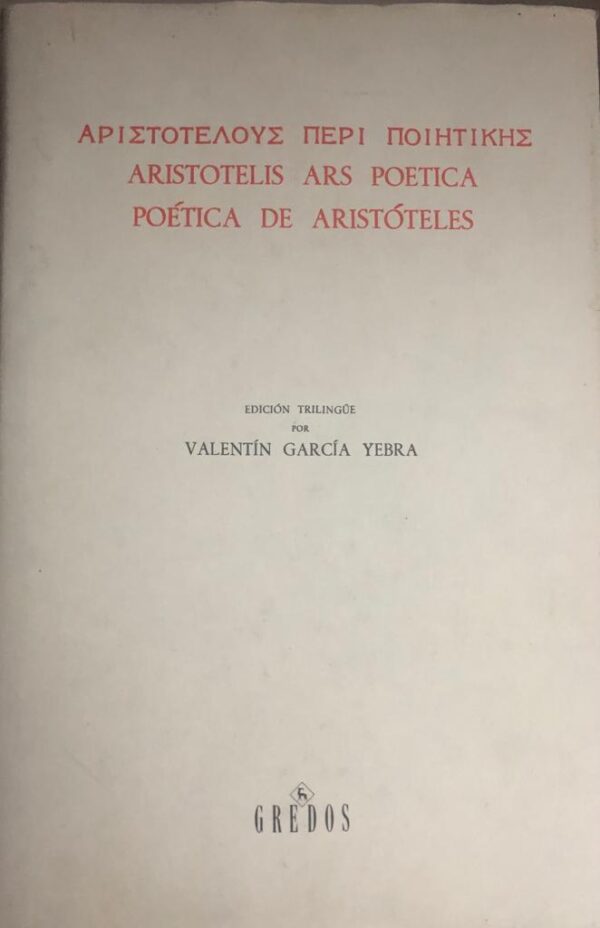 ΑΡΙΣΤΟΤΕΛΟΥΣ ΠΕΡΙ ΠΟΙΗΤΙΚΗΣ
ARISTOTELIS ARS POETICA
POÉTICA DE ARISTÓTELES
EDICIÓN TRILINGÜE
POR
VALENTÍN GARCÍA YEBRA
GREDOS